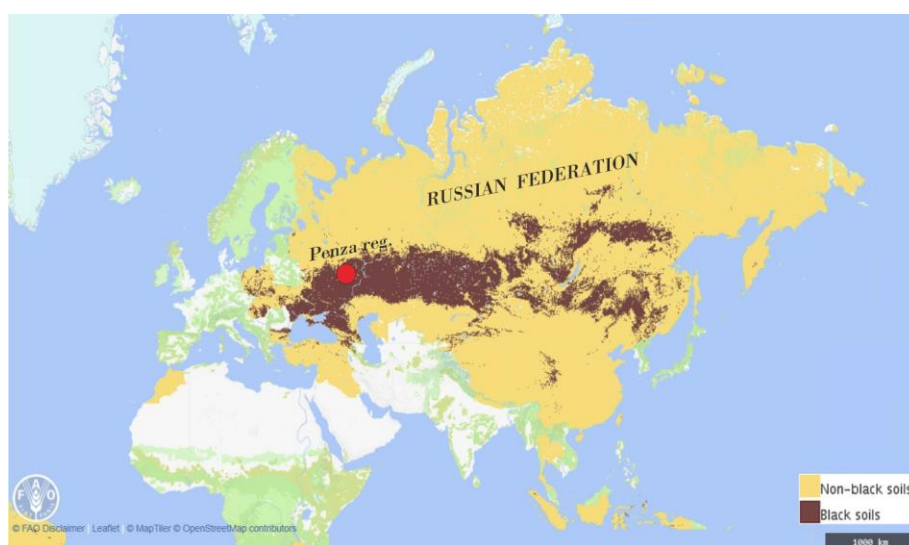 RUSSIAN FEDERATION
Penza reg.
F A O
Non-black soils
Black soils
© FAO Disclaimer | Leaflet | © MapTiler © OpenStreetMap contributors
1000 km